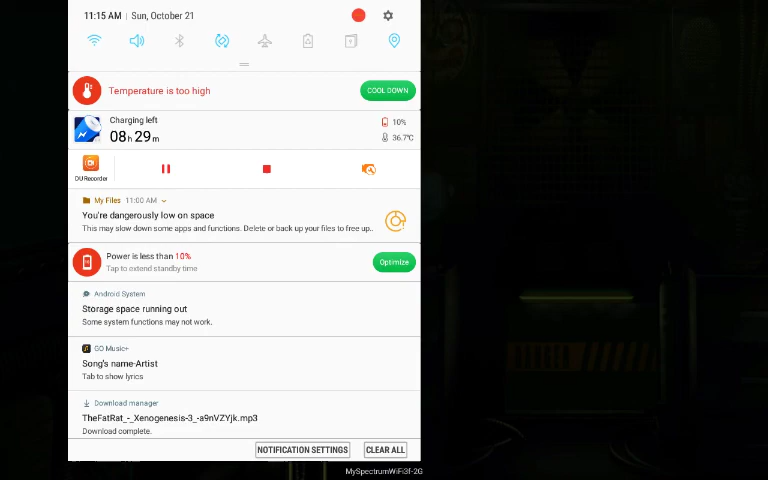 11:15 AM | Sun, October 21
Temperature is too high
COOL DOWN
Charging left
08h 29m
10%
36.7℃
DU Recorder
My Files 11:00 AM
You're dangerously low on space
This may slow down some apps and functions. Delete or back up your files to free up..
Power is less than 10%
Tap to extend standby time
Optimize
Android System
Storage space running out
Some system functions may not work.
GO Music+
Song's name-Artist
Tab to show lyrics
Download manager
TheFatRat_-_Xenogenesis-3_-a9nVZYjk.mp3
Download complete.
NOTIFICATION SETTINGS
CLEAR ALL
MySpectrumWiFi3f-2G